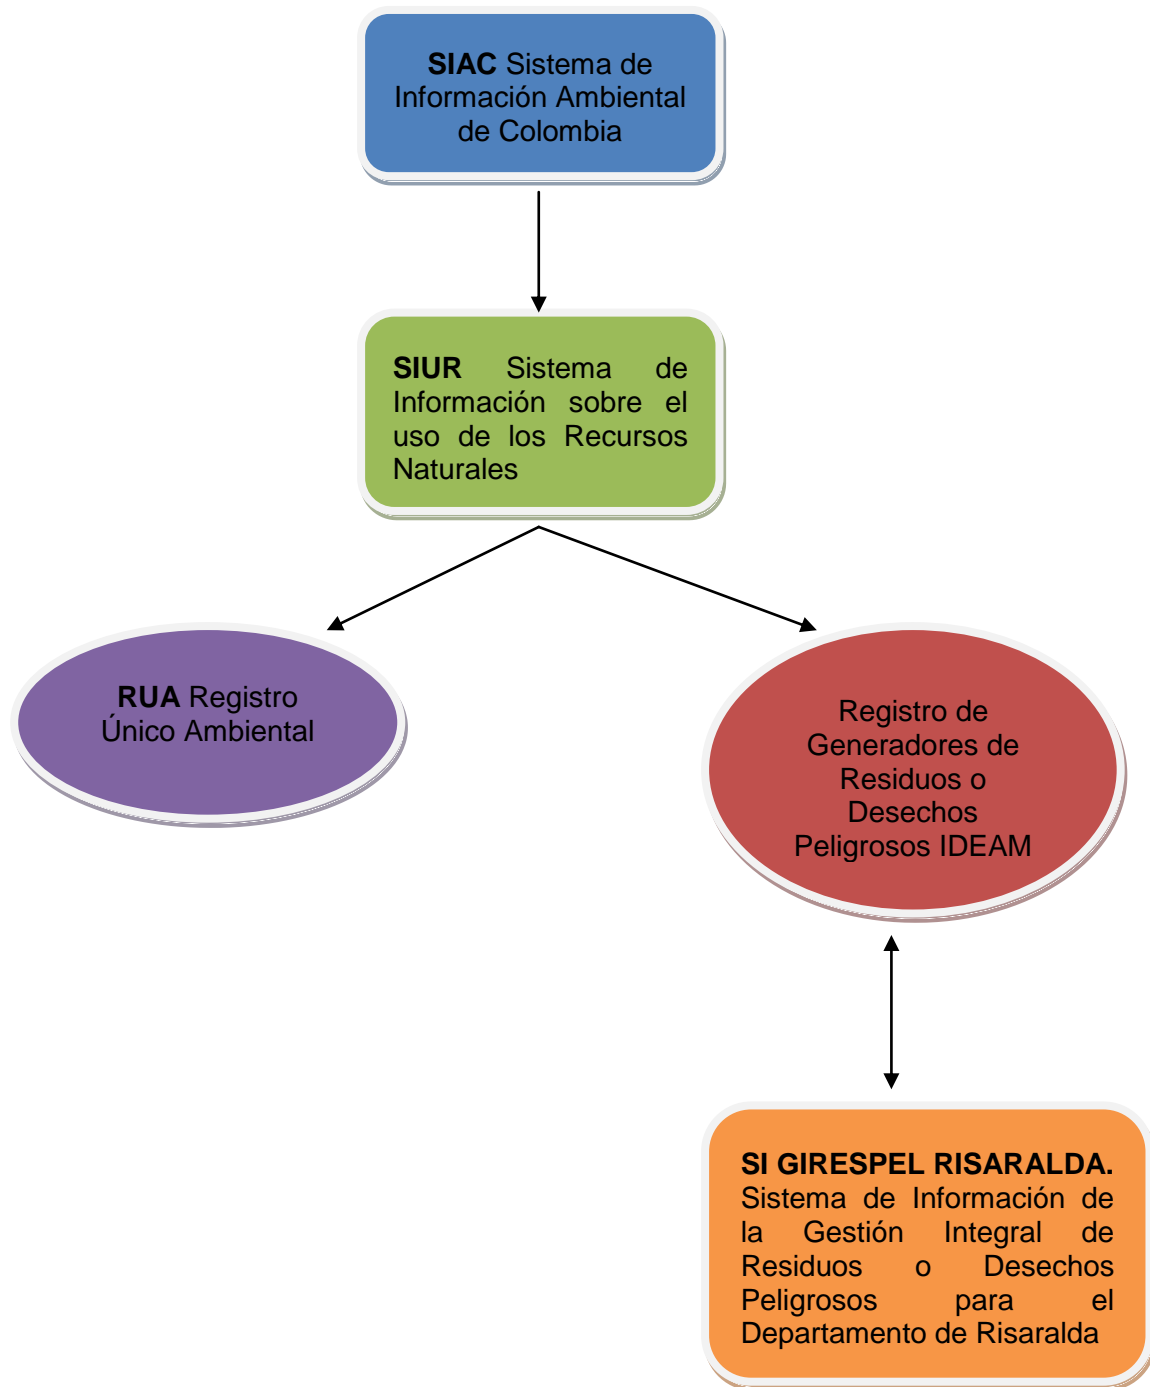 SIAC Sistema de
Información Ambiental
de Colombia
SIUR Sistema de
Información sobre el
uso de los Recursos
Naturales
RUA Registro
Único Ambiental
Registro de
Generadores de
Residuos o
Desechos
Peligrosos IDEAM
SI GIRESPEL RISARALDA.
Sistema de Información de
la Gestión Integral de
Residuos o Desechos
Peligrosos para el
Departamento de Risaralda